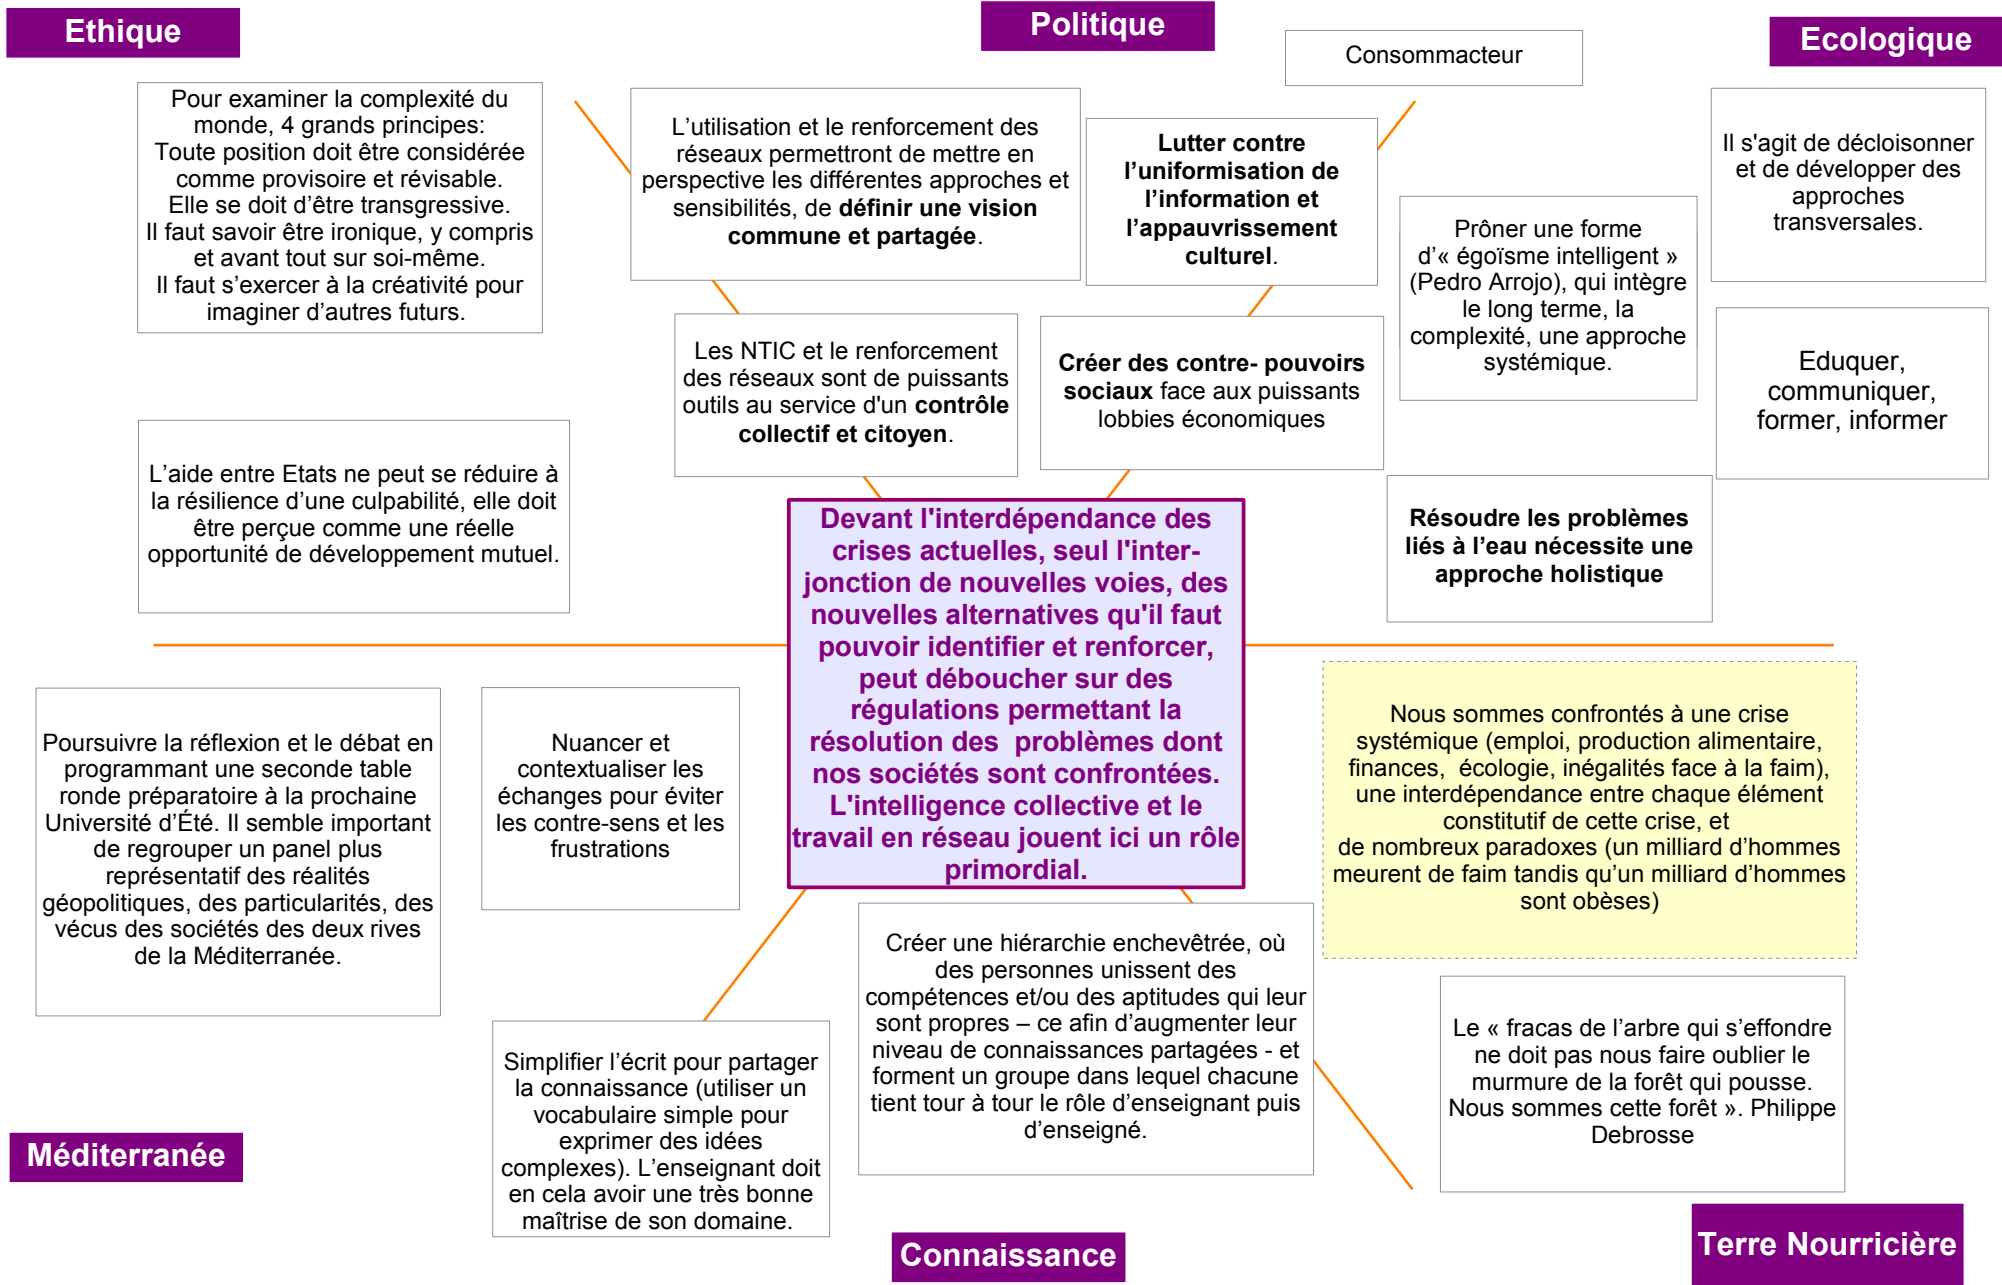 Ethique
Politique
Ecologique
Consommacteur
Pour examiner la complexité du
monde, 4 grands principes:
Toute position doit être considérée
comme provisoire et révisable.
Elle se doit d’être transgressive.
Il faut savoir être ironique, y compris
et avant tout sur soi-même.
Il faut s’exercer à la créativité pour
imaginer d’autres futurs.
L’utilisation et le renforcement des
réseaux permettront de mettre en
perspective les différentes approches et
sensibilités, de définir une vision
commune et partagée.
Lutter contre
l’uniformisation de
l’information et
l’appauvrissement
culturel.
Prôner une forme
d’« égoïsme intelligent »
(Pedro Arrojo), qui intègre
le long terme, la
complexité, une approche
systémique.
Il s'agit de décloisonner
et de développer des
approches
transversales.
Les NTIC et le renforcement
des réseaux sont de puissants
outils au service d'un contrôle
collectif et citoyen.
Créer des contre- pouvoirs
sociaux face aux puissants
lobbies économiques
Eduquer,
communiquer,
former, informer
L’aide entre Etats ne peut se réduire à
la résilience d’une culpabilité, elle doit
être perçue comme une réelle
opportunité de développement mutuel.
Résoudre les problèmes
liés à l’eau nécessite une
approche holistique
Devant l'interdépendance des
crises actuelles, seul l'inter-
jonction de nouvelles voies, des
nouvelles alternatives qu'il faut
pouvoir identifier et renforcer,
peut déboucher sur des
régulations permettant la
résolution des  problèmes dont
nos sociétés sont confrontées.
L'intelligence collective et le
travail en réseau jouent ici un rôle
primordial.
Poursuivre la réflexion et le débat en
programmant une seconde table
ronde préparatoire à la prochaine
Université d’Été. Il semble important
de regrouper un panel plus
représentatif des réalités
géopolitiques, des particularités, des
vécus des sociétés des deux rives
de la Méditerranée.
Nuancer et
contextualiser les
échanges pour éviter
les contre-sens et les
frustrations
Nous sommes confrontés à une crise
systémique (emploi, production alimentaire,
finances,  écologie, inégalités face à la faim),
une interdépendance entre chaque élément
constitutif de cette crise, et
de nombreux paradoxes (un milliard d’hommes
meurent de faim tandis qu’un milliard d’hommes
sont obèses)
Simplifier l’écrit pour partager
la connaissance (utiliser un
vocabulaire simple pour
exprimer des idées
complexes). L’enseignant doit
en cela avoir une très bonne
maîtrise de son domaine.
Créer une hiérarchie enchevêtrée, où
des personnes unissent des
compétences et/ou des aptitudes qui leur
sont propres – ce afin d’augmenter leur
niveau de connaissances partagées - et
forment un groupe dans lequel chacune
tient tour à tour le rôle d’enseignant puis
d’enseigné.
Le « fracas de l’arbre qui s’effondre
ne doit pas nous faire oublier le
murmure de la forêt qui pousse.
Nous sommes cette forêt ». Philippe
Debrosse
Méditerranée
Connaissance
Terre Nourricière